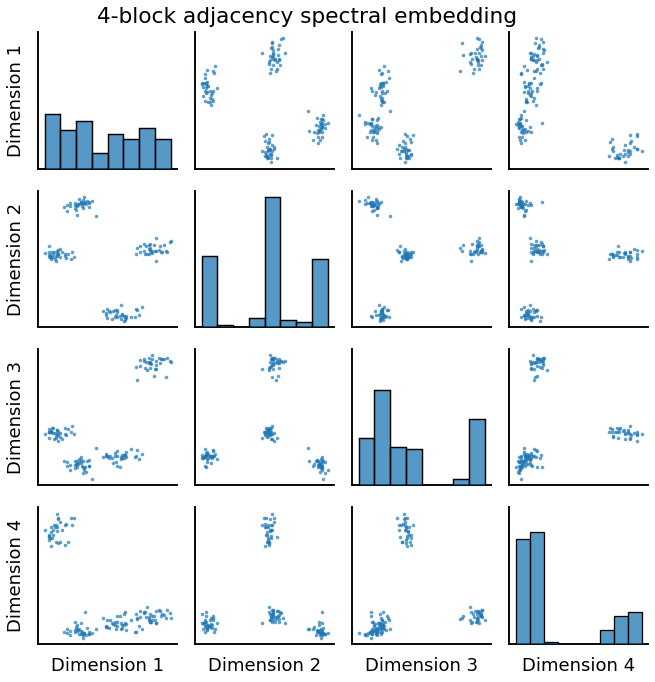 4-block adjacency spectral embedding
Dimension 1
Dimension 2
Dimension 3
Dimension 4
Dimension 1 Dimension 2 Dimension 3 Dimension 4